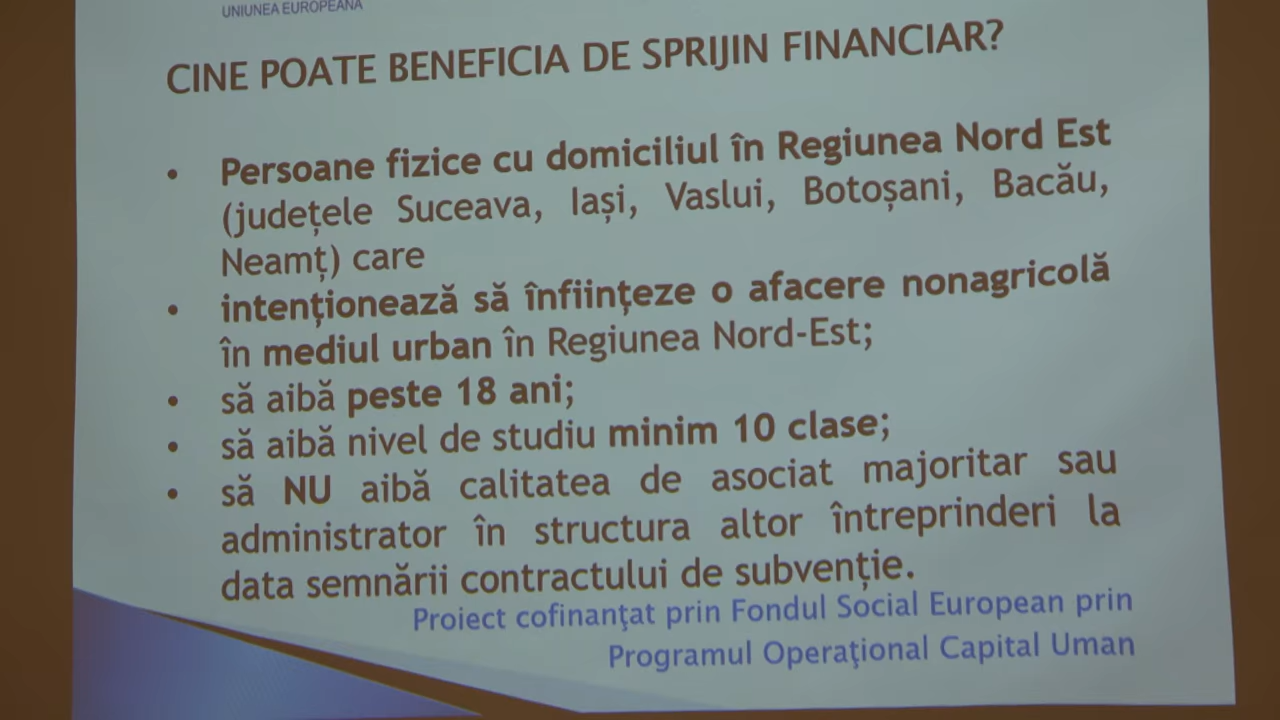 UNIUNEA EUROPEANĂ
CINE POATE BENEFICIA DE SPRIJIN FINANCIAR?
• Persoane fizice cu domiciliul în Regiunea Nord Est
(județele Suceava, Iași, Vaslui, Botoșani, Bacău,
Neamț) care
• intenționează să înființeze o afacere nonagricolă
în mediul urban în Regiunea Nord-Est;
• să aibă peste 18 ani;
• să aibă nivel de studiu minim 10 clase;
• să NU aibă calitatea de asociat majoritar sau
administrator în structura altor întreprinderi la
data semnării contractului de subvenție.
Proiect cofinanţat prin Fondul Social European prin
Programul Operaţional Capital Uman